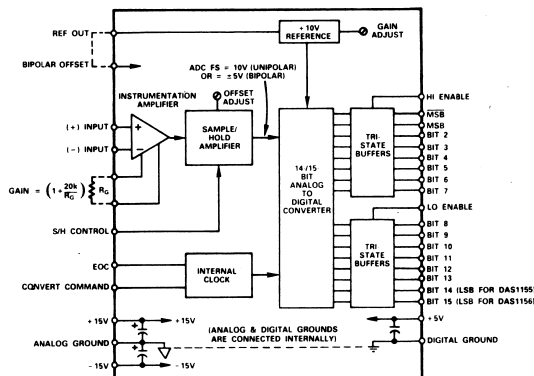 REF OUT
BIPOLAR OFFSET
+10V
REFERENCE
GAIN
ADJUST
ADC FS = 10V (UNIPOLAR)
OR = ±5V (BIPOLAR)
INSTRUMENTATION
AMPLIFIER
OFFSET
ADJUST
(+) INPUT
(−) INPUT
+
−
SAMPLE/
HOLD
AMPLIFIER
GAIN = (1+20k/RG)
RG
S/H CONTROL
14/15
BIT
ANALOG
TO
DIGITAL
CONVERTER
EOC
CONVERT COMMAND
INTERNAL
CLOCK
HI ENABLE
MSB
MSB
BIT 2
BIT 3
BIT 4
BIT 5
BIT 6
BIT 7
TRI-
STATE
BUFFERS
LO ENABLE
BIT 8
BIT 9
BIT 10
BIT 11
BIT 12
BIT 13
BIT 14 (LSB FOR DAS1155)
BIT 15 (LSB FOR DAS1156)
TRI-
STATE
BUFFERS
+15V
+
+15V
ANALOG GROUND
+
−15V
−15V
(ANALOG & DIGITAL GROUNDS
ARE CONNECTED INTERNALLY)
+5V
DIGITAL GROUND